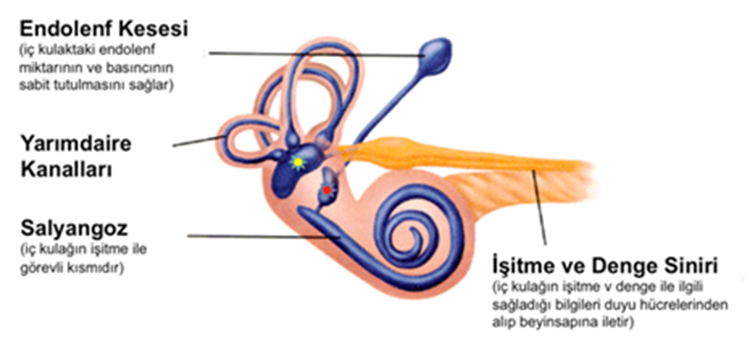 Endolenf Kesesi
(iç kulaktaki endolenf
miktarının ve basıncının
sabit tutulmasını sağlar)
Yarımdaire
Kanalları
Salyangoz
(iç kulağın işitme ile
görevli kısmıdır)
İşitme ve Denge Siniri
(iç kulağın işitme v denge ile ilgili
sağladığı bilgileri duyu hücrelerinden
alıp beyinsapına iletir)